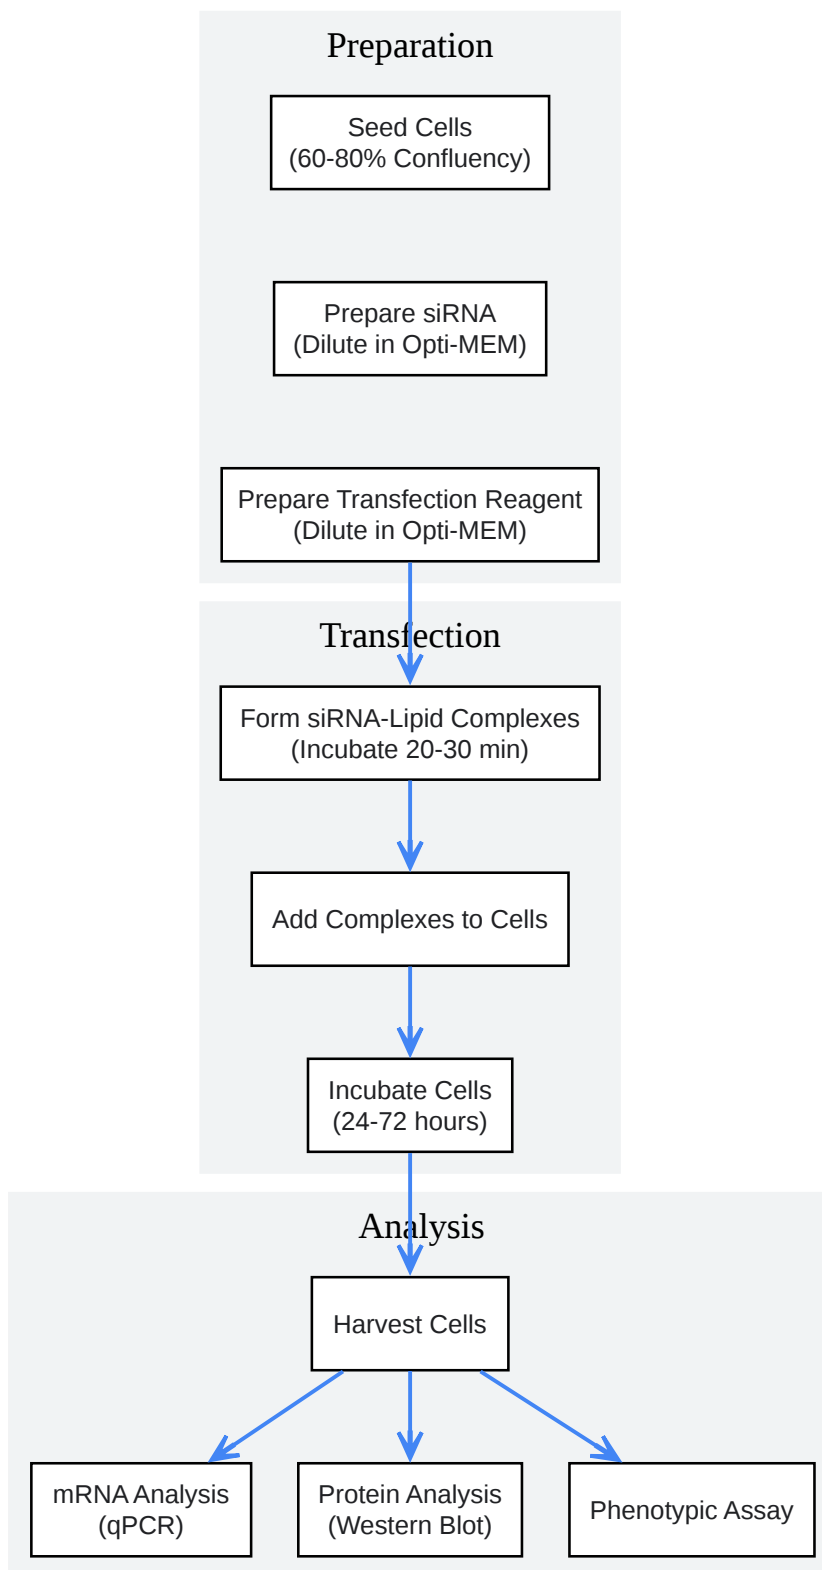 Preparation
Seed Cells
(60-80% Confluency)
Prepare siRNA
(Dilute in Opti-MEM)
Prepare Transfection Reagent
(Dilute in Opti-MEM)
Transfection
Form siRNA-Lipid Complexes
(Incubate 20-30 min)
Add Complexes to Cells
Incubate Cells
(24-72 hours)
Analysis
Harvest Cells
mRNA Analysis
(qPCR)
Protein Analysis
(Western Blot)
Phenotypic Assay